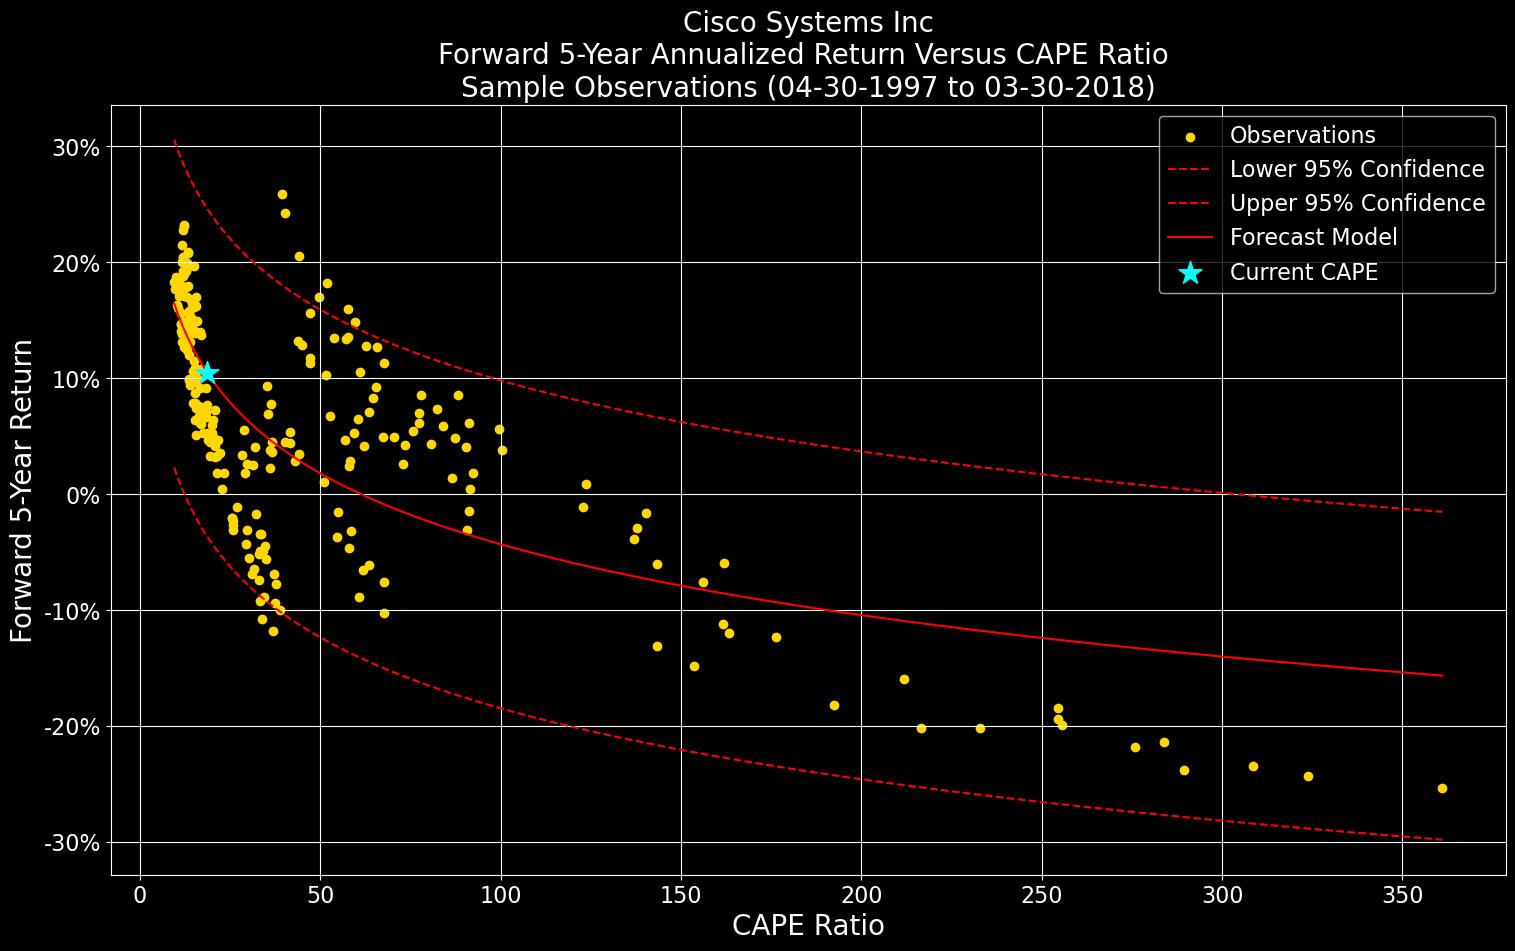 Cisco Systems Inc
Forward 5-Year Annualized Return Versus CAPE Ratio
Sample Observations (04-30-1997 to 03-30-2018)
Observations
Lower 95% Confidence
Upper 95% Confidence
Forecast Model
Current CAPE
Forward 5-Year Return
30%
20%
10%
0%
-10%
-20%
-30%
0 50 100 150 200 250 300 350
CAPE Ratio